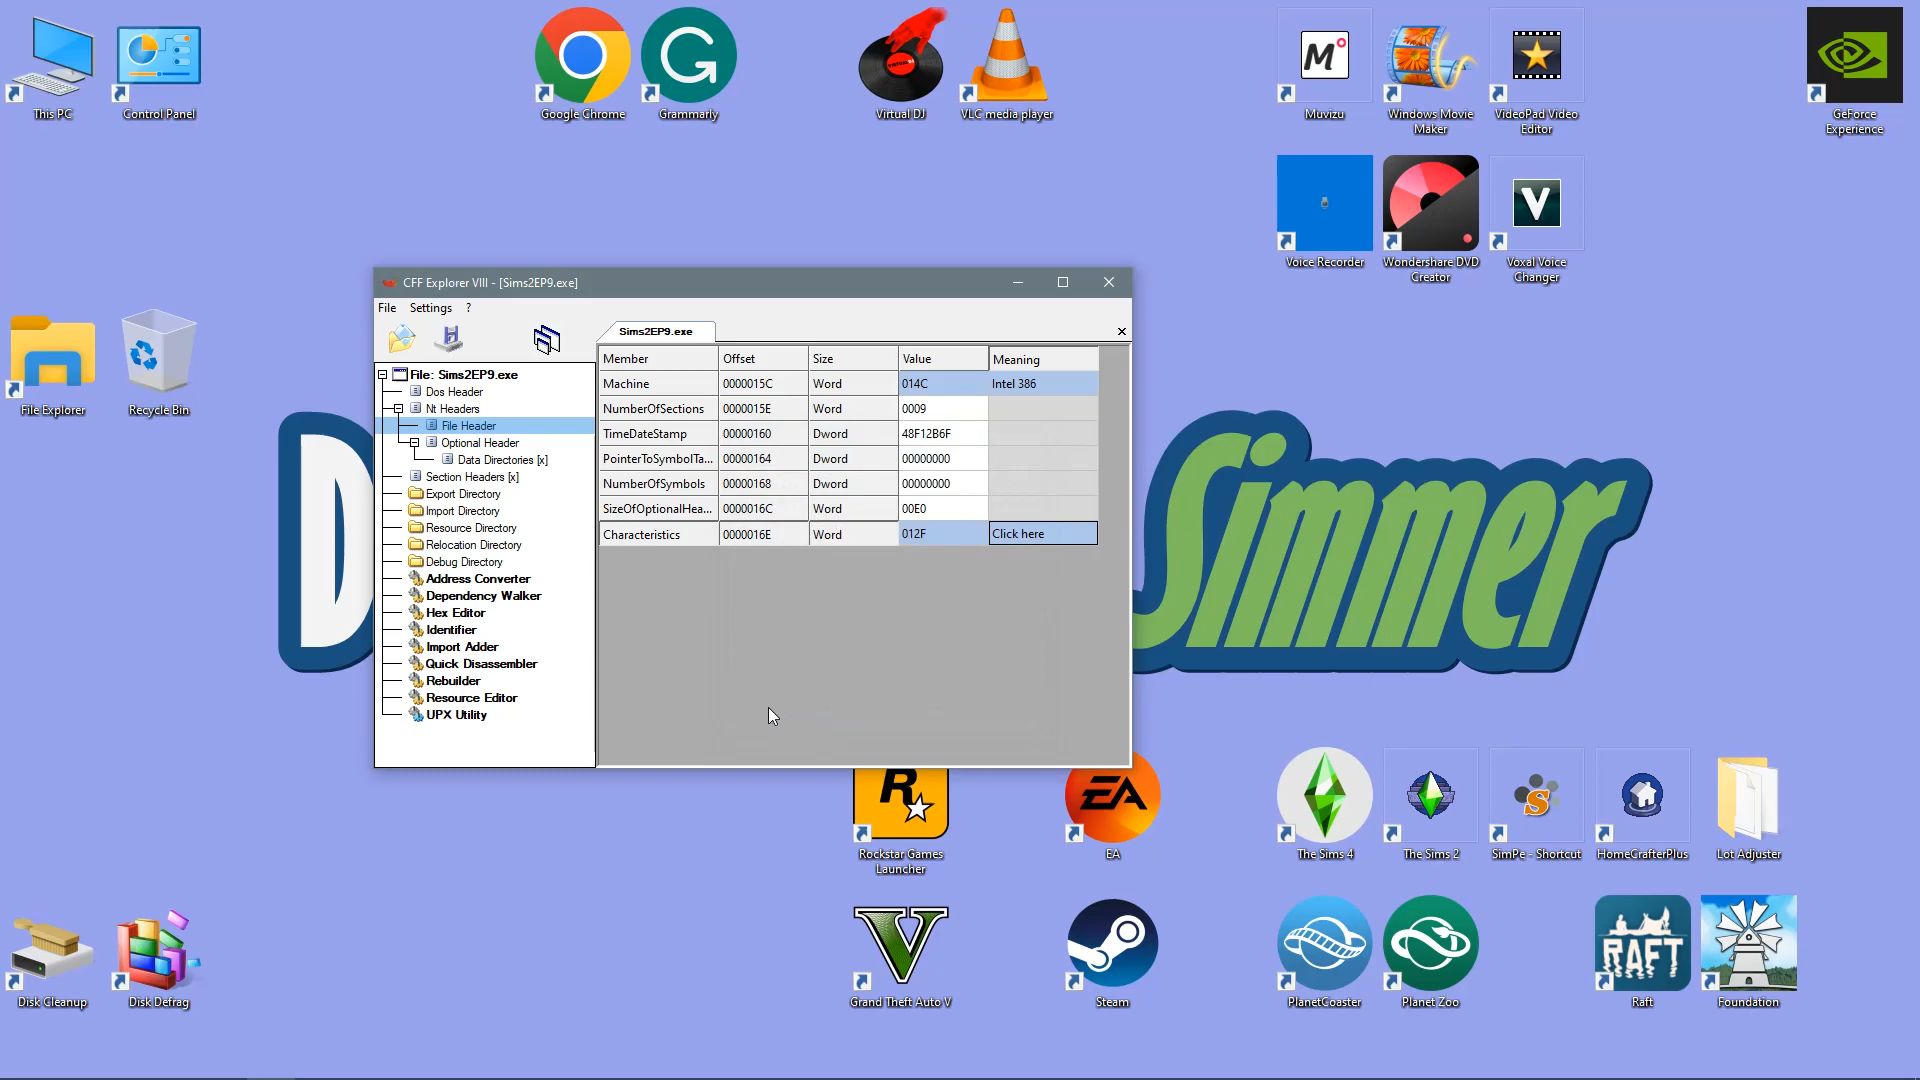 This PC
Control Panel
Google Chrome
Grammarly
VIRTUAL DJ
Virtual DJ
VLC media player
M
Muvizu
Windows Movie
Maker
VideoPad Video
Editor
GeForce
Experience
Voice Recorder
Wondershare DVD
Creator
V
Voxal Voice
Changer
CFF Explorer VIII - [Sims2EP9.exe]
File Settings ?
Sims2EP9.exe
File: Sims2EP9.exe
Dos Header
Nt Headers
File Header
Optional Header
Data Directories [x]
Section Headers [x]
Export Directory
Import Directory
Resource Directory
Relocation Directory
Debug Directory
Address Converter
Dependency Walker
Hex Editor
Identifier
Import Adder
Quick Disassembler
Rebuilder
Resource Editor
UPX Utility
Member Offset Size Value Meaning
Machine 0000015C Word 014C Intel 386
NumberOfSections 0000015E Word 0009
TimeDateStamp 00000160 Dword 48F12B6F
PointerToSymbolTa... 00000164 Dword 00000000
NumberOfSymbols 00000168 Dword 00000000
SizeOfOptionalHea... 0000016C Word 00E0
Characteristics 0000016E Word 012F Click here
File Explorer
Recycle Bin
D
Simmer
R
Rockstar Games
Launcher
EA
EA
The Sims 4
The Sims 2
S
SimPe - Shortcut
HomeCrafterPlus
Lot Adjuster
Disk Cleanup
Disk Defrag
V
Grand Theft Auto V
Steam
PlanetCoaster
Planet Zoo
RAFT
Raft
Foundation